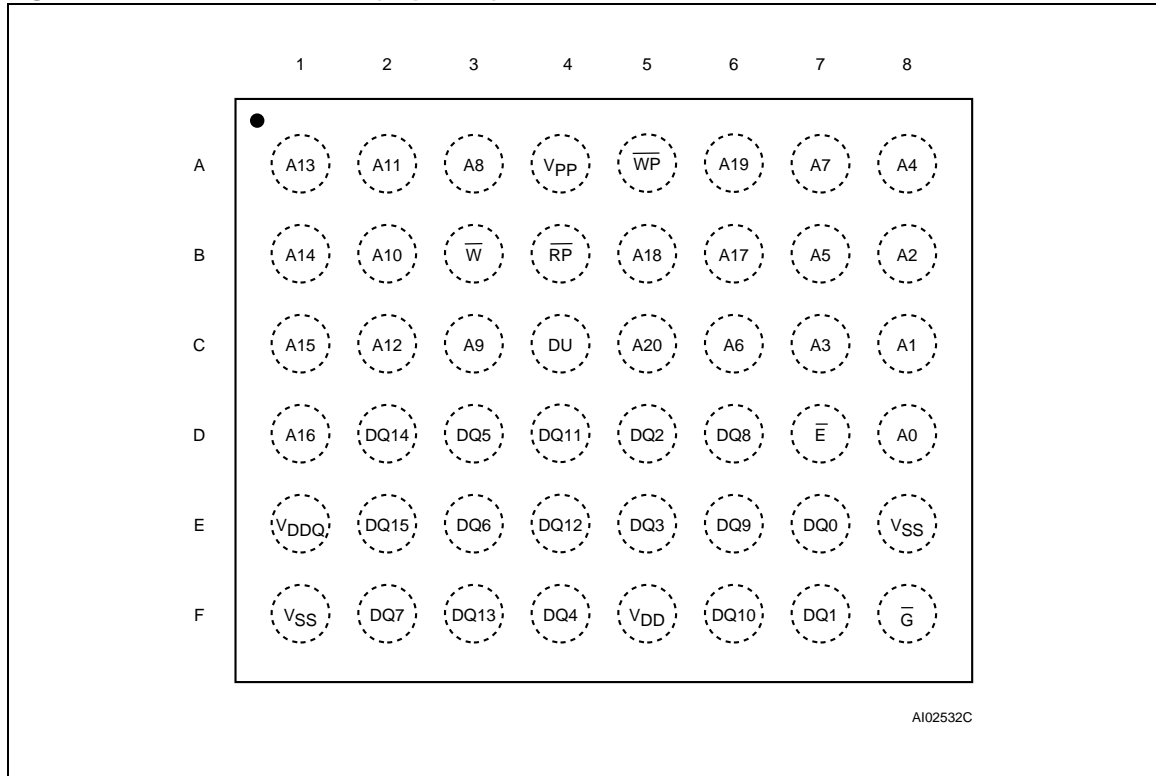 1 2 3 4 5 6 7 8
A A13 A11 A8 VPP W̅P̅ A19 A7 A4
B A14 A10 W̅ R̅P̅ A18 A17 A5 A2
C A15 A12 A9 DU A20 A6 A3 A1
D A16 DQ14 DQ5 DQ11 DQ2 DQ8 E̅ A0
E VDDQ DQ15 DQ6 DQ12 DQ3 DQ9 DQ0 VSS
F VSS DQ7 DQ13 DQ4 VDD DQ10 DQ1 G̅
AI02532C